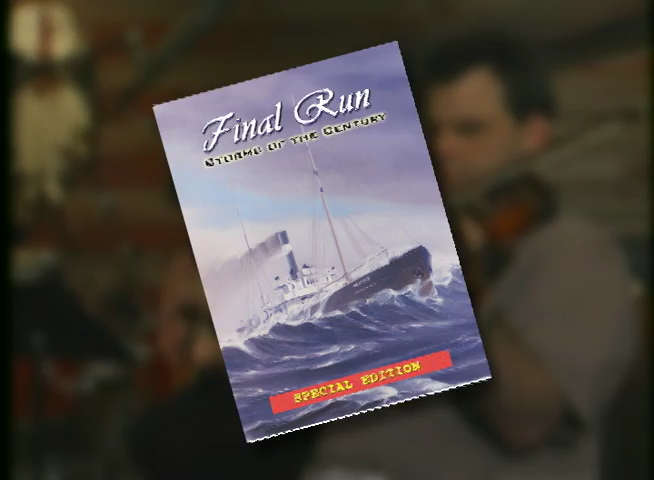 Final Run
Storms of the Century
SPECIAL EDITION